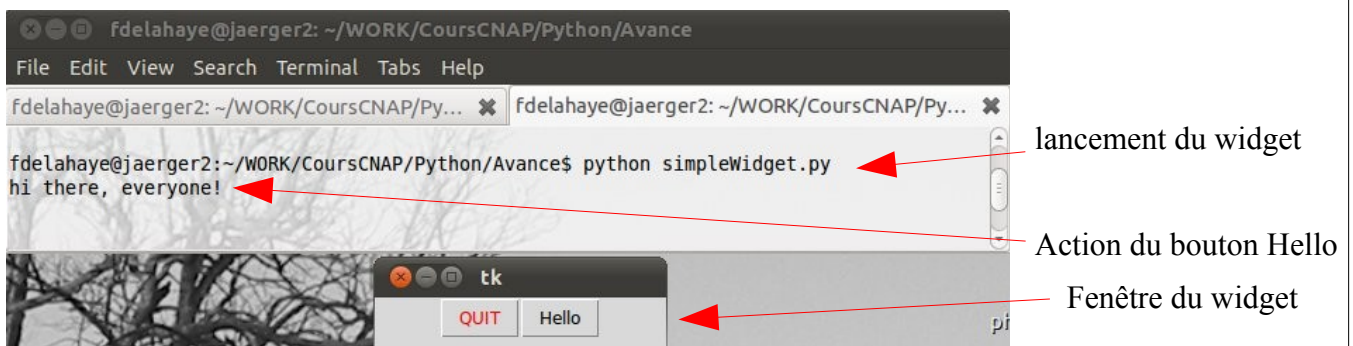 fdelahaye@jaerger2: ~/WORK/CoursCNAP/Python/Avance
File Edit View Search Terminal Tabs Help
fdelahaye@jaerger2: ~/WORK/CoursCNAP/Py... fdelahaye@jaerger2: ~/WORK/CoursCNAP/Py...
lancement du widget
fdelahaye@jaerger2:~/WORK/CoursCNAP/Python/Avance$ python simpleWidget.py
hi there, everyone!
Action du bouton Hello
tk
Fenêtre du widget
QUIT Hello